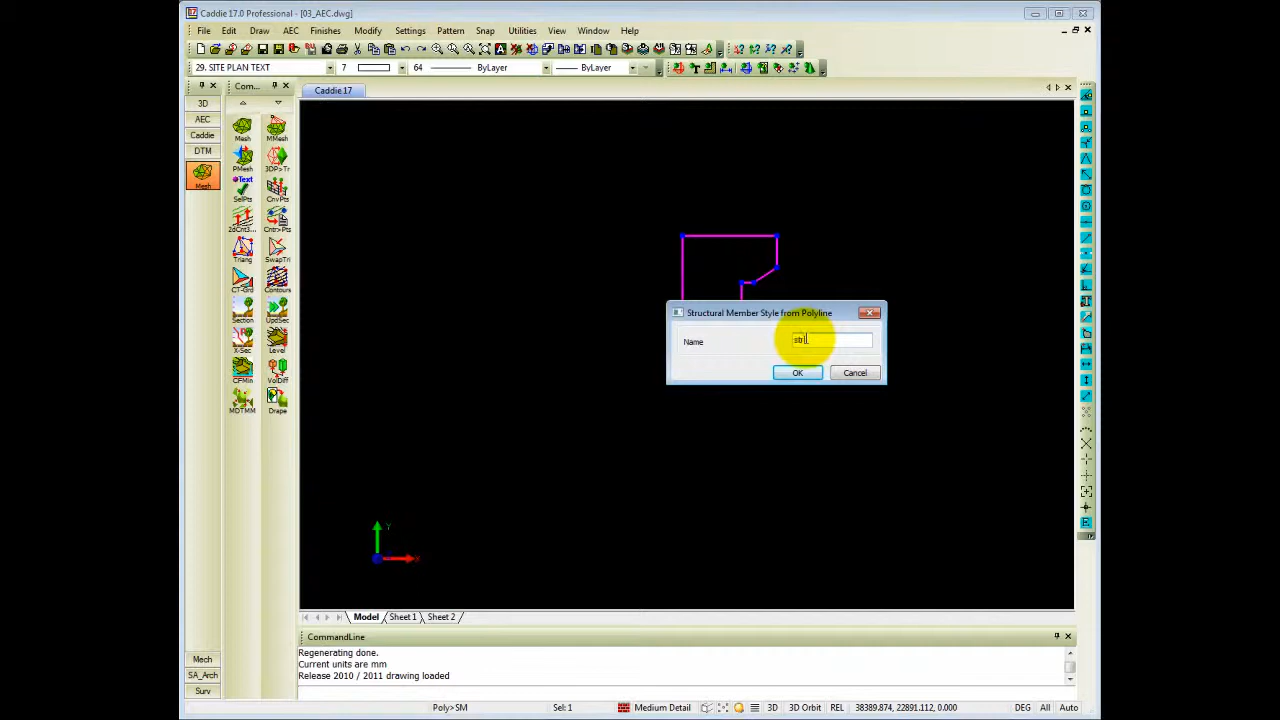 Caddie 17.0 Professional - [03_AEC.dwg]
File Edit Draw AEC Finishes Modify Settings Pattern Snap Utilities View Window Help
29. SITE PLAN TEXT 7 64 ByLayer ByLayer
Com...
Caddie 17
3D
AEC
Caddie
DTM
Mesh
Mesh MMesh
PMesh 3DP>Tr
Text
SelPts CnvPts
2dCnt3... Cntr>Pts
Triang SwapTri
CT-Grd Contours
Section UpdSec
X-Sec Level
CFMin VolDiff
MOTMM Drape
Structural Member Style from Polyline
Name
OK Cancel
Y
X
Model Sheet 1 Sheet 2
CommandLine
Regenerating done.
Current units are mm
Release 2010 / 2011 drawing loaded
Mech
SA_Arch
Surv
Poly>SM Sel: 1 Medium Detail 3D 3D Orbit REL 38389.874, 22891.112, 0.000 DEG All Auto